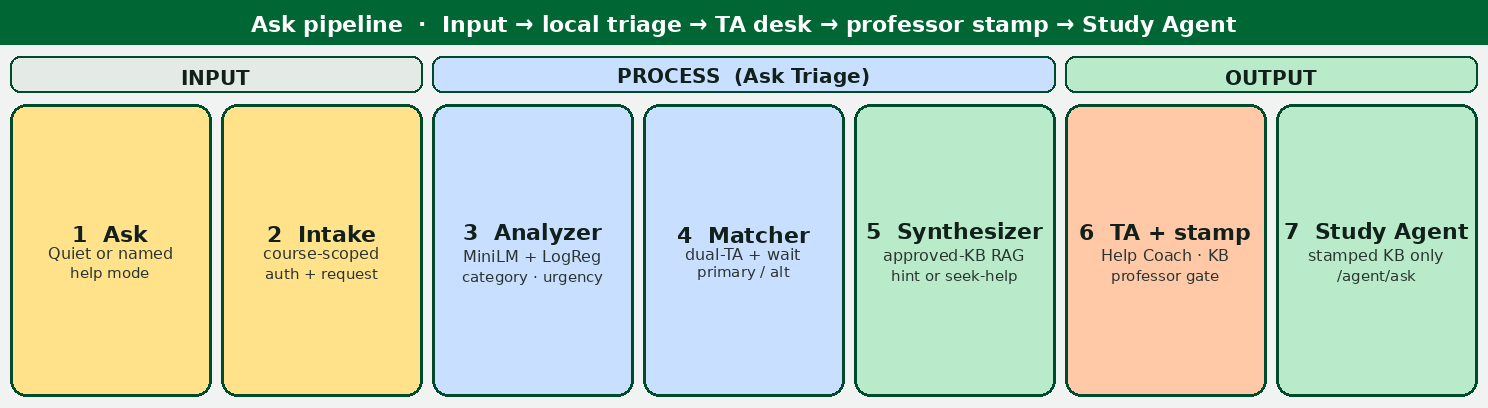 Ask pipeline · Input → local triage → TA desk → professor stamp → Study Agent
INPUT
PROCESS (Ask Triage)
OUTPUT
1 Ask
Quiet or named
help mode
2 Intake
course-scoped
auth + request
3 Analyzer
MiniLM + LogReg
category · urgency
4 Matcher
dual-TA + wait
primary / alt
5 Synthesizer
approved-KB RAG
hint or seek-help
6 TA + stamp
Help Coach · KB
professor gate
7 Study Agent
stamped KB only
/agent/ask